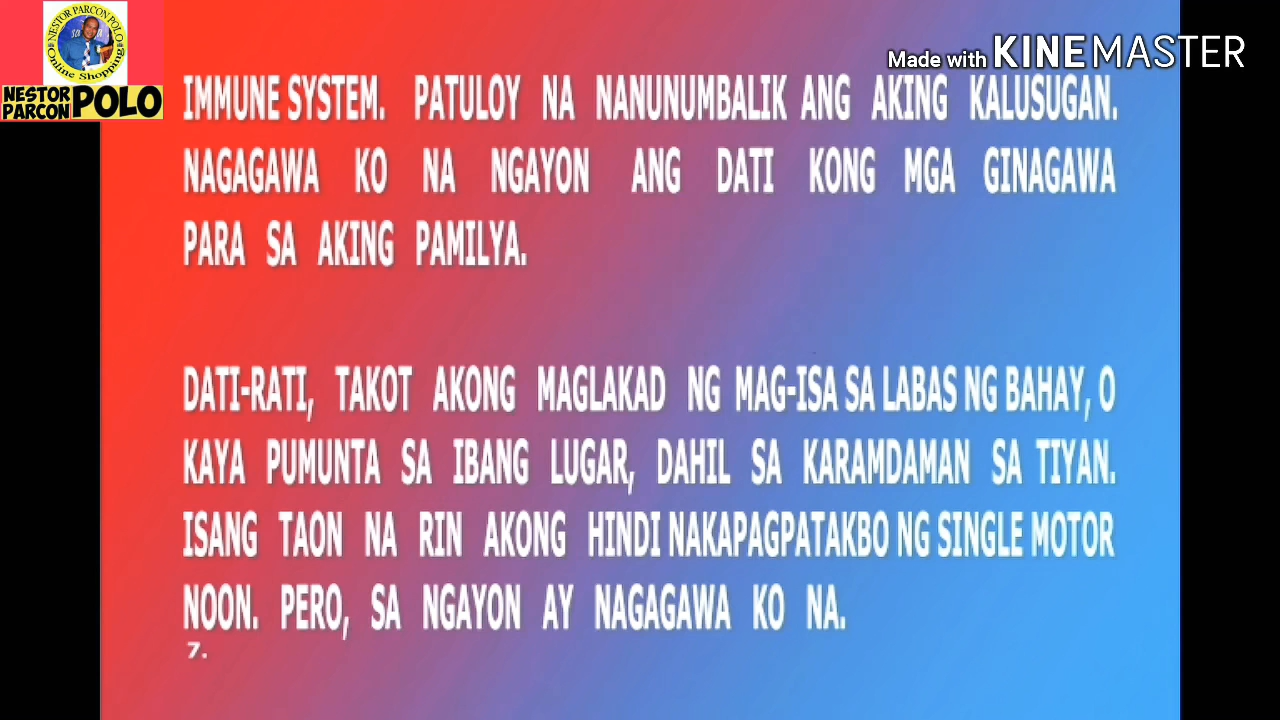 NESTOR PARCON POLO
Online Shopping
NESTOR
PARCON POLO
Made with KINEMASTER
IMMUNE SYSTEM. PATULOY NA NANUNUMBALIK ANG AKING KALUSUGAN.
NAGAGAWA KO NA NGAYON ANG DATI KONG MGA GINAGAWA
PARA SA AKING PAMILYA.
DATI-RATI, TAKOT AKONG MAGLAKAD NG MAG-ISA SA LABAS NG BAHAY, O
KAYA PUMUNTA SA IBANG LUGAR, DAHIL SA KARAMDAMAN SA TIYAN.
ISANG TAON NA RIN AKONG HINDI NAKAPAGPATAKBO NG SINGLE MOTOR
NOON. PERO, SA NGAYON AY NAGAGAWA KO NA.
7.